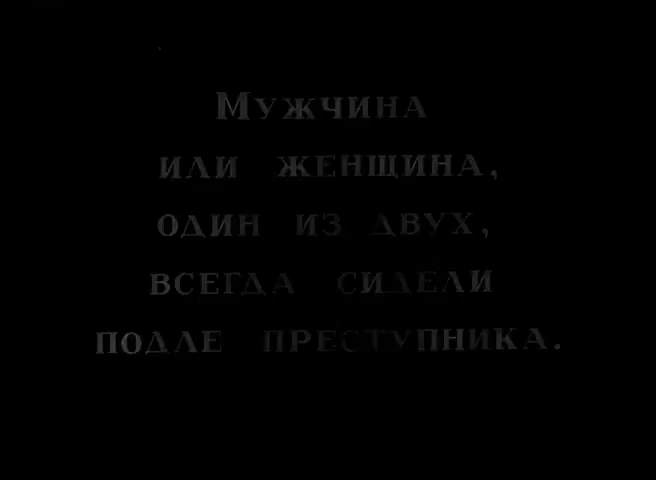 Мужчина
или женщина,
один из двух,
всегда сидели
подле преступника.